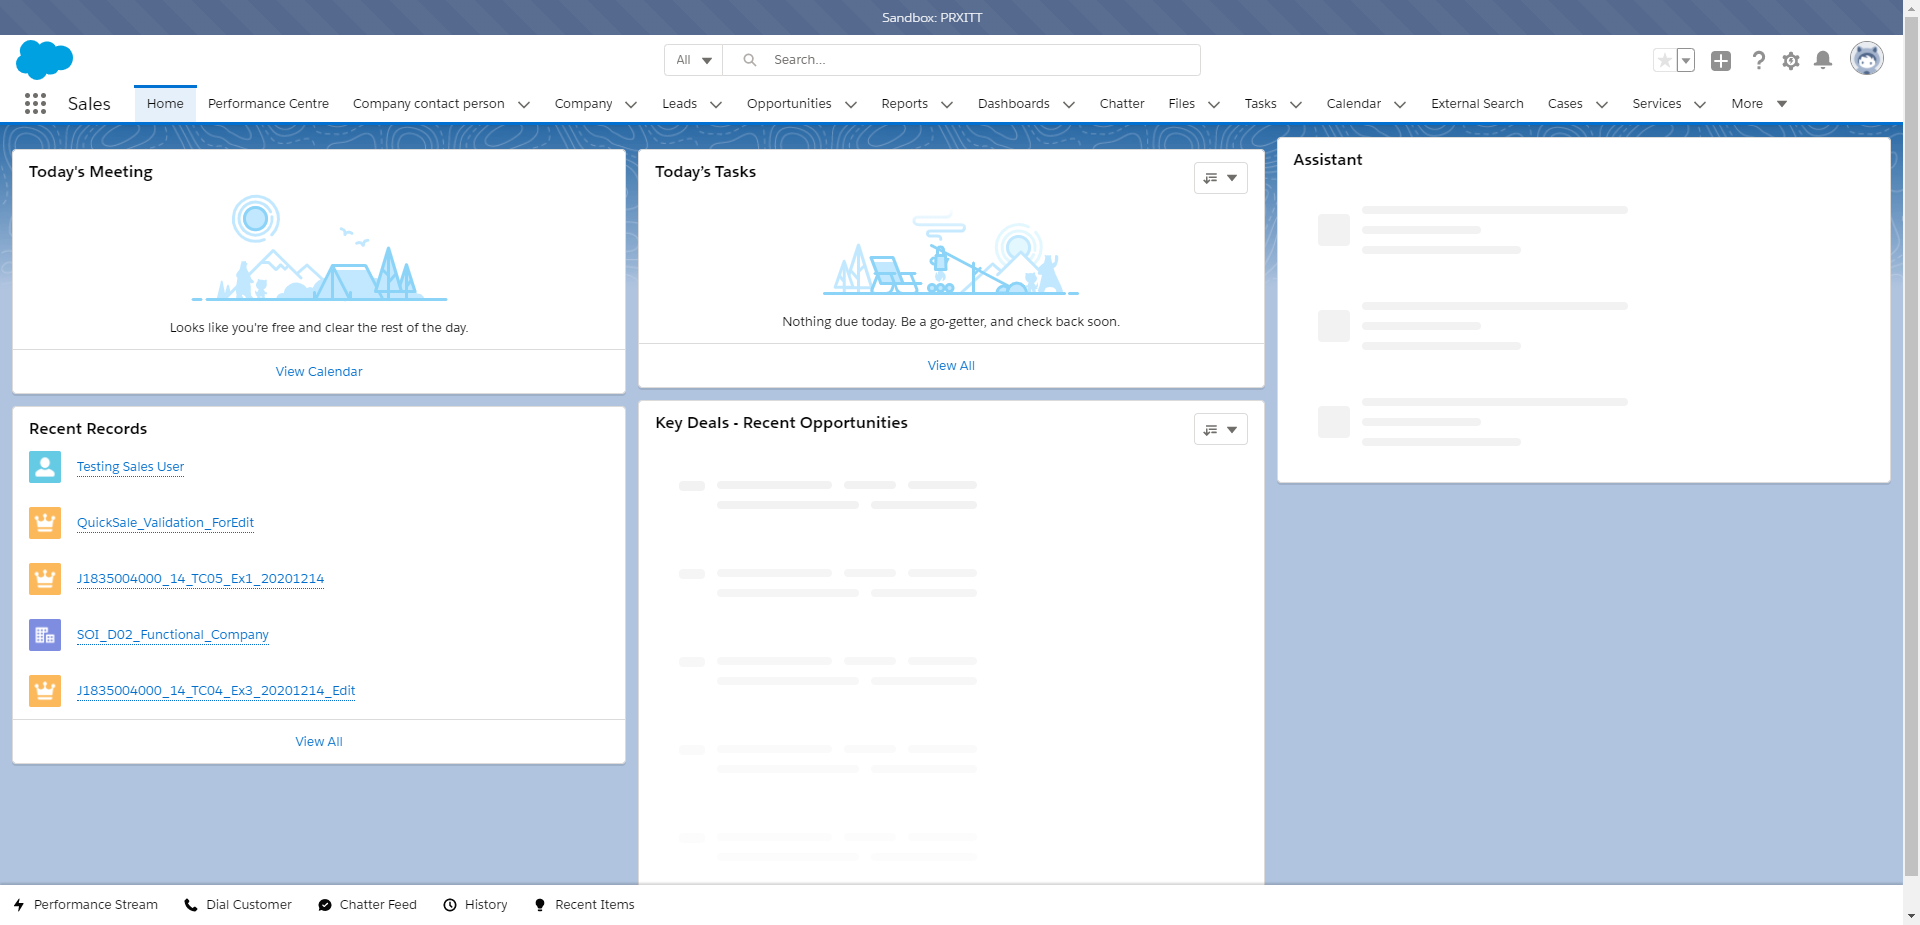 Sandbox: PRXITT
All
Search...
Sales
Home
Performance Centre
Company contact person
Company
Leads
Opportunities
Reports
Dashboards
Chatter
Files
Tasks
Calendar
External Search
Cases
Services
More
Today's Meeting
Looks like you're free and clear the rest of the day.
View Calendar
Recent Records
Testing Sales User
QuickSale_Validation_ForEdit
J1835004000_14_TC05_Ex1_20201214
SOI_D02_Functional_Company
J1835004000_14_TC04_Ex3_20201214_Edit
View All
Today’s Tasks
Nothing due today. Be a go-getter, and check back soon.
View All
Key Deals - Recent Opportunities
Assistant
Performance Stream
Dial Customer
Chatter Feed
History
Recent Items